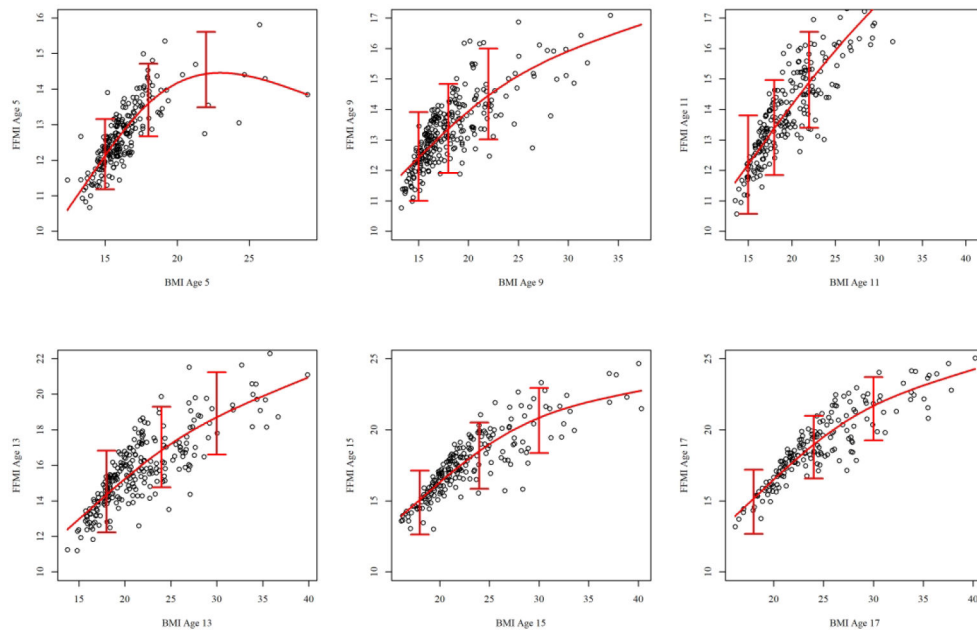 16
15
14
13
12
11
10
FFMI Age 5
15 20 25
BMI Age 5
17
16
15
14
13
12
11
10
FFMI Age 9
15 20 25 30 35
BMI Age 9
17
16
15
14
13
12
11
10
FFMI Age 11
15 20 25 30 35 40
BMI Age 11
22
20
18
16
14
12
10
FFMI Age 13
15 20 25 30 35 40
BMI Age 13
25
20
15
10
FFMI Age 15
20 25 30 35 40
BMI Age 15
25
20
15
10
FFMI Age 17
20 25 30 35 40
BMI Age 17